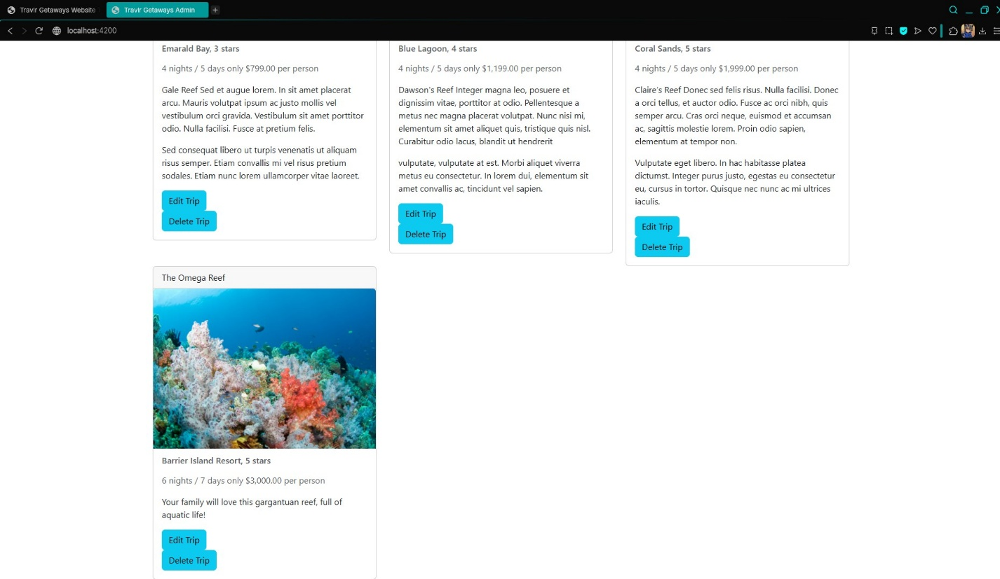 Travlr Getaways Website
Travlr Getaways Admin
localhost:4200
Emarald Bay, 3 stars
4 nights / 5 days only $799.00 per person
Gale Reef Sed et augue lorem. In sit amet placerat
arcu. Mauris volutpat ipsum ac justo mollis vel
vestibulum orci gravida. Vestibulum sit amet porttitor
odio. Nulla facilisi. Fusce at pretium felis.
Sed consequat libero ut turpis venenatis ut aliquam
risus semper. Etiam convallis mi vel risus pretium
sodales. Etiam nunc lorem ullamcorper vitae laoreet.
Edit Trip
Delete Trip
Blue Lagoon, 4 stars
4 nights / 5 days only $1,199.00 per person
Dawson's Reef Integer magna leo, posuere et
dignissim vitae, porttitor at odio. Pellentesque a
metus nec magna placerat volutpat. Nunc nisi mi,
elementum sit amet aliquet quis, tristique quis nisl.
Curabitur odio lacus, blandit ut hendrerit
vulputate, vulputate at est. Morbi aliquet viverra
metus eu consectetur. In lorem dui, elementum sit
amet convallis ac, tincidunt vel sapien.
Edit Trip
Delete Trip
Coral Sands, 5 stars
4 nights / 5 days only $1,999.00 per person
Claire's Reef Donec sed felis risus. Nulla facilisi. Donec
a orci tellus, et auctor odio. Fusce ac orci nibh, quis
semper arcu. Cras orci neque, euismod et accumsan
ac, sagittis molestie lorem. Proin odio sapien,
elementum at tempor non.
Vulputate eget libero. In hac habitasse platea
dictumst. Integer purus justo, egestas eu consectetur
eu, cursus in tortor. Quisque nec nunc ac mi ultrices
iaculis.
Edit Trip
Delete Trip
The Omega Reef
Barrier Island Resort, 5 stars
6 nights / 7 days only $3,000.00 per person
Your family will love this gargantuan reef, full of
aquatic life!
Edit Trip
Delete Trip